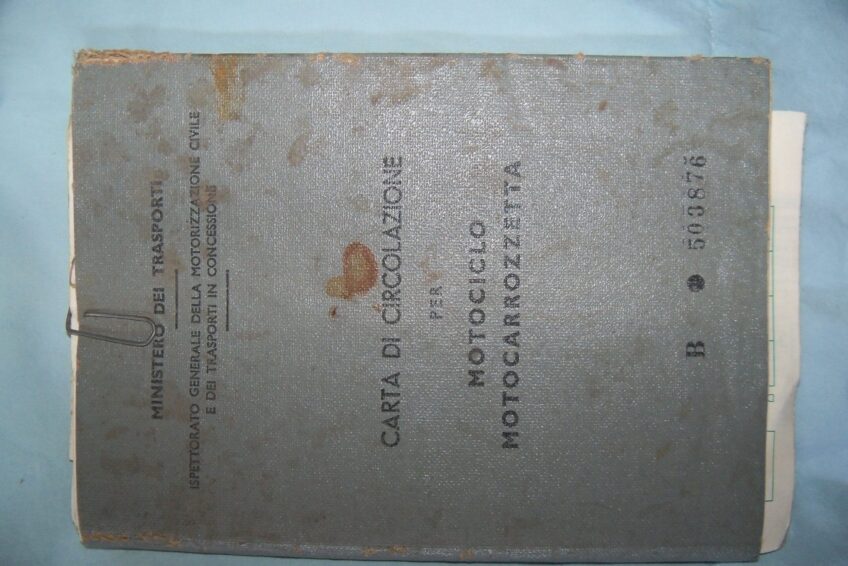 MINISTERO DEI TRASPORTI
ISPETTORATO GENERALE DELLA MOTORIZZAZIONE CIVILE
E DEI TRASPORTI IN CONCESSIONE
CARTA DI CIRCOLAZIONE
PER
MOTOCICLO
MOTOCARROZZETTA
B 503876